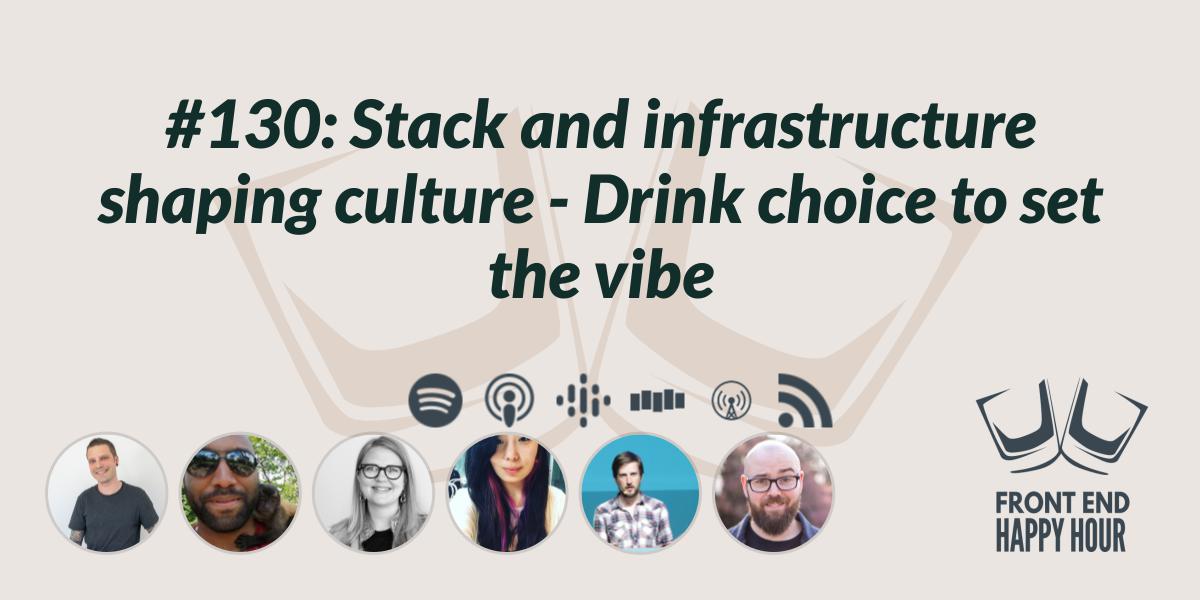 #130: Stack and infrastructure
shaping culture - Drink choice to set
the vibe
FRONT END
HAPPY HOUR